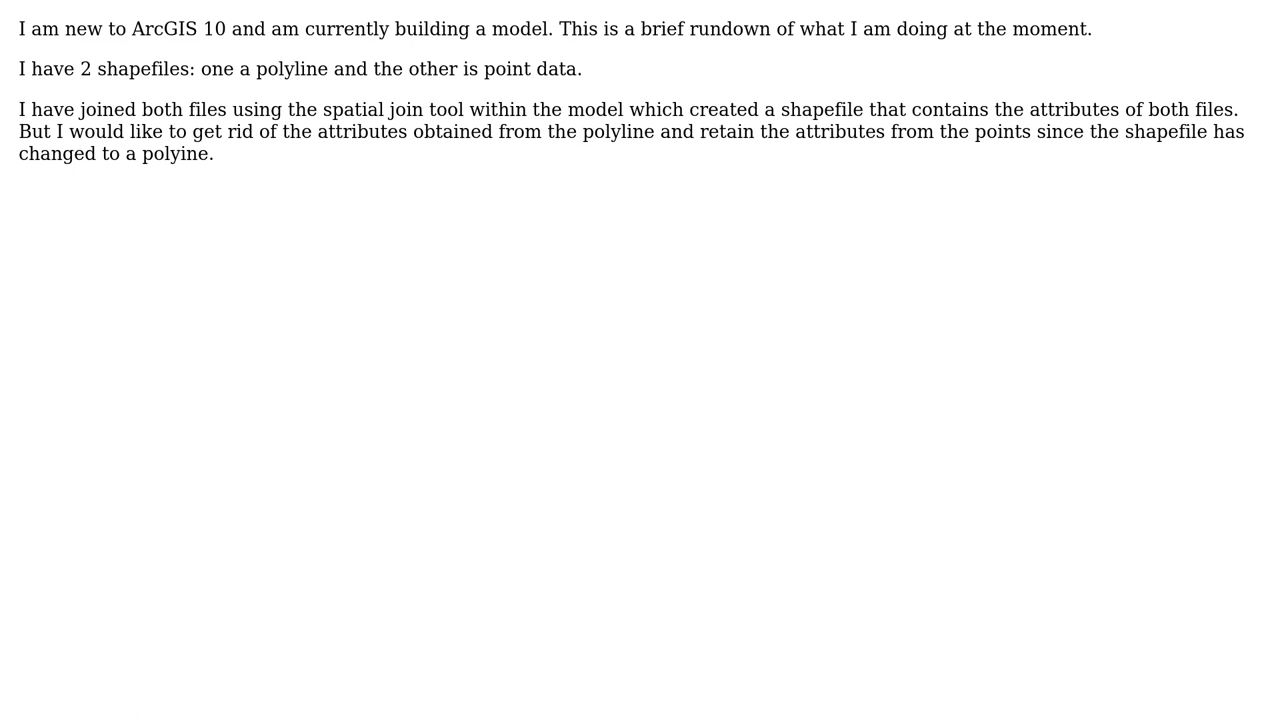 I am new to ArcGIS 10 and am currently building a model. This is a brief rundown of what I am doing at the moment.
I have 2 shapefiles: one a polyline and the other is point data.
I have joined both files using the spatial join tool within the model which created a shapefile that contains the attributes of both files.
But I would like to get rid of the attributes obtained from the polyline and retain the attributes from the points since the shapefile has
changed to a polyine.